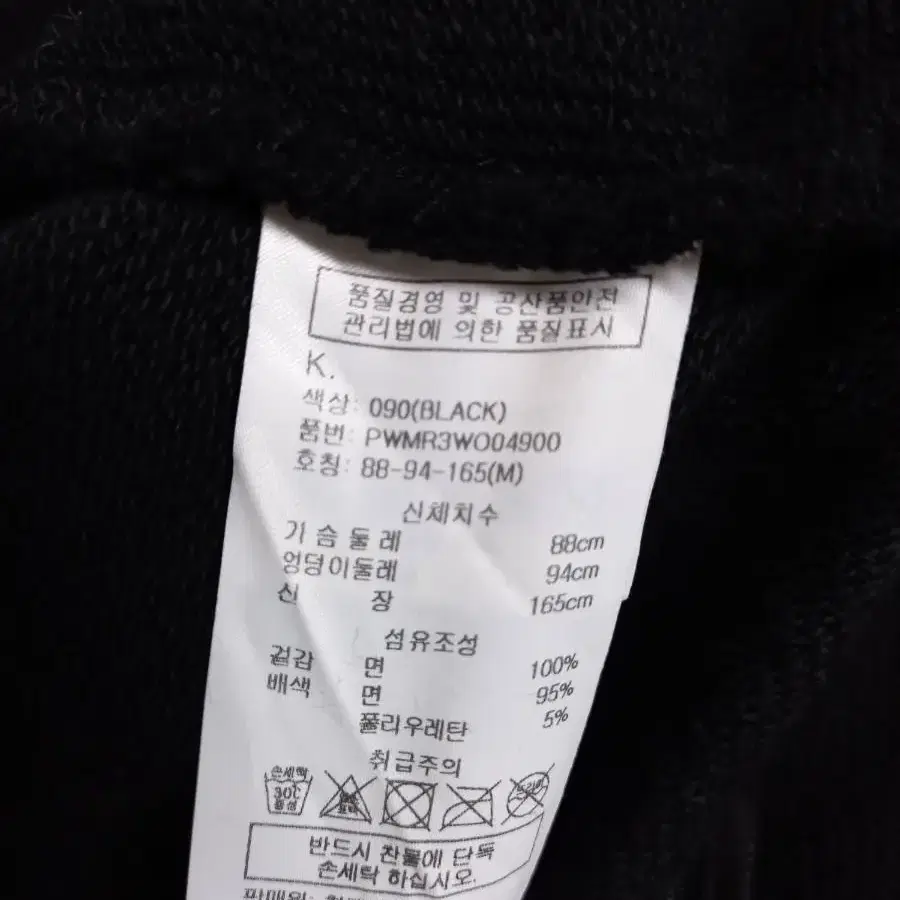 품질경영 및 공산품안전
관리법에 의한 품질표시
K.
색상: 090(BLACK)
품번: PWMR3WO04900
호칭: 88-94-165(M)
신체치수
기 슴 둘 레 88cm
엉덩이둘레 94cm
신 장 165cm
섬유조성
겉감 면 100%
배색 면 95%
폴리우레탄 5%
취급주의
손세탁
30℃
중성
반드시 찬물에 단독
손세탁 하십시오.
판매원: